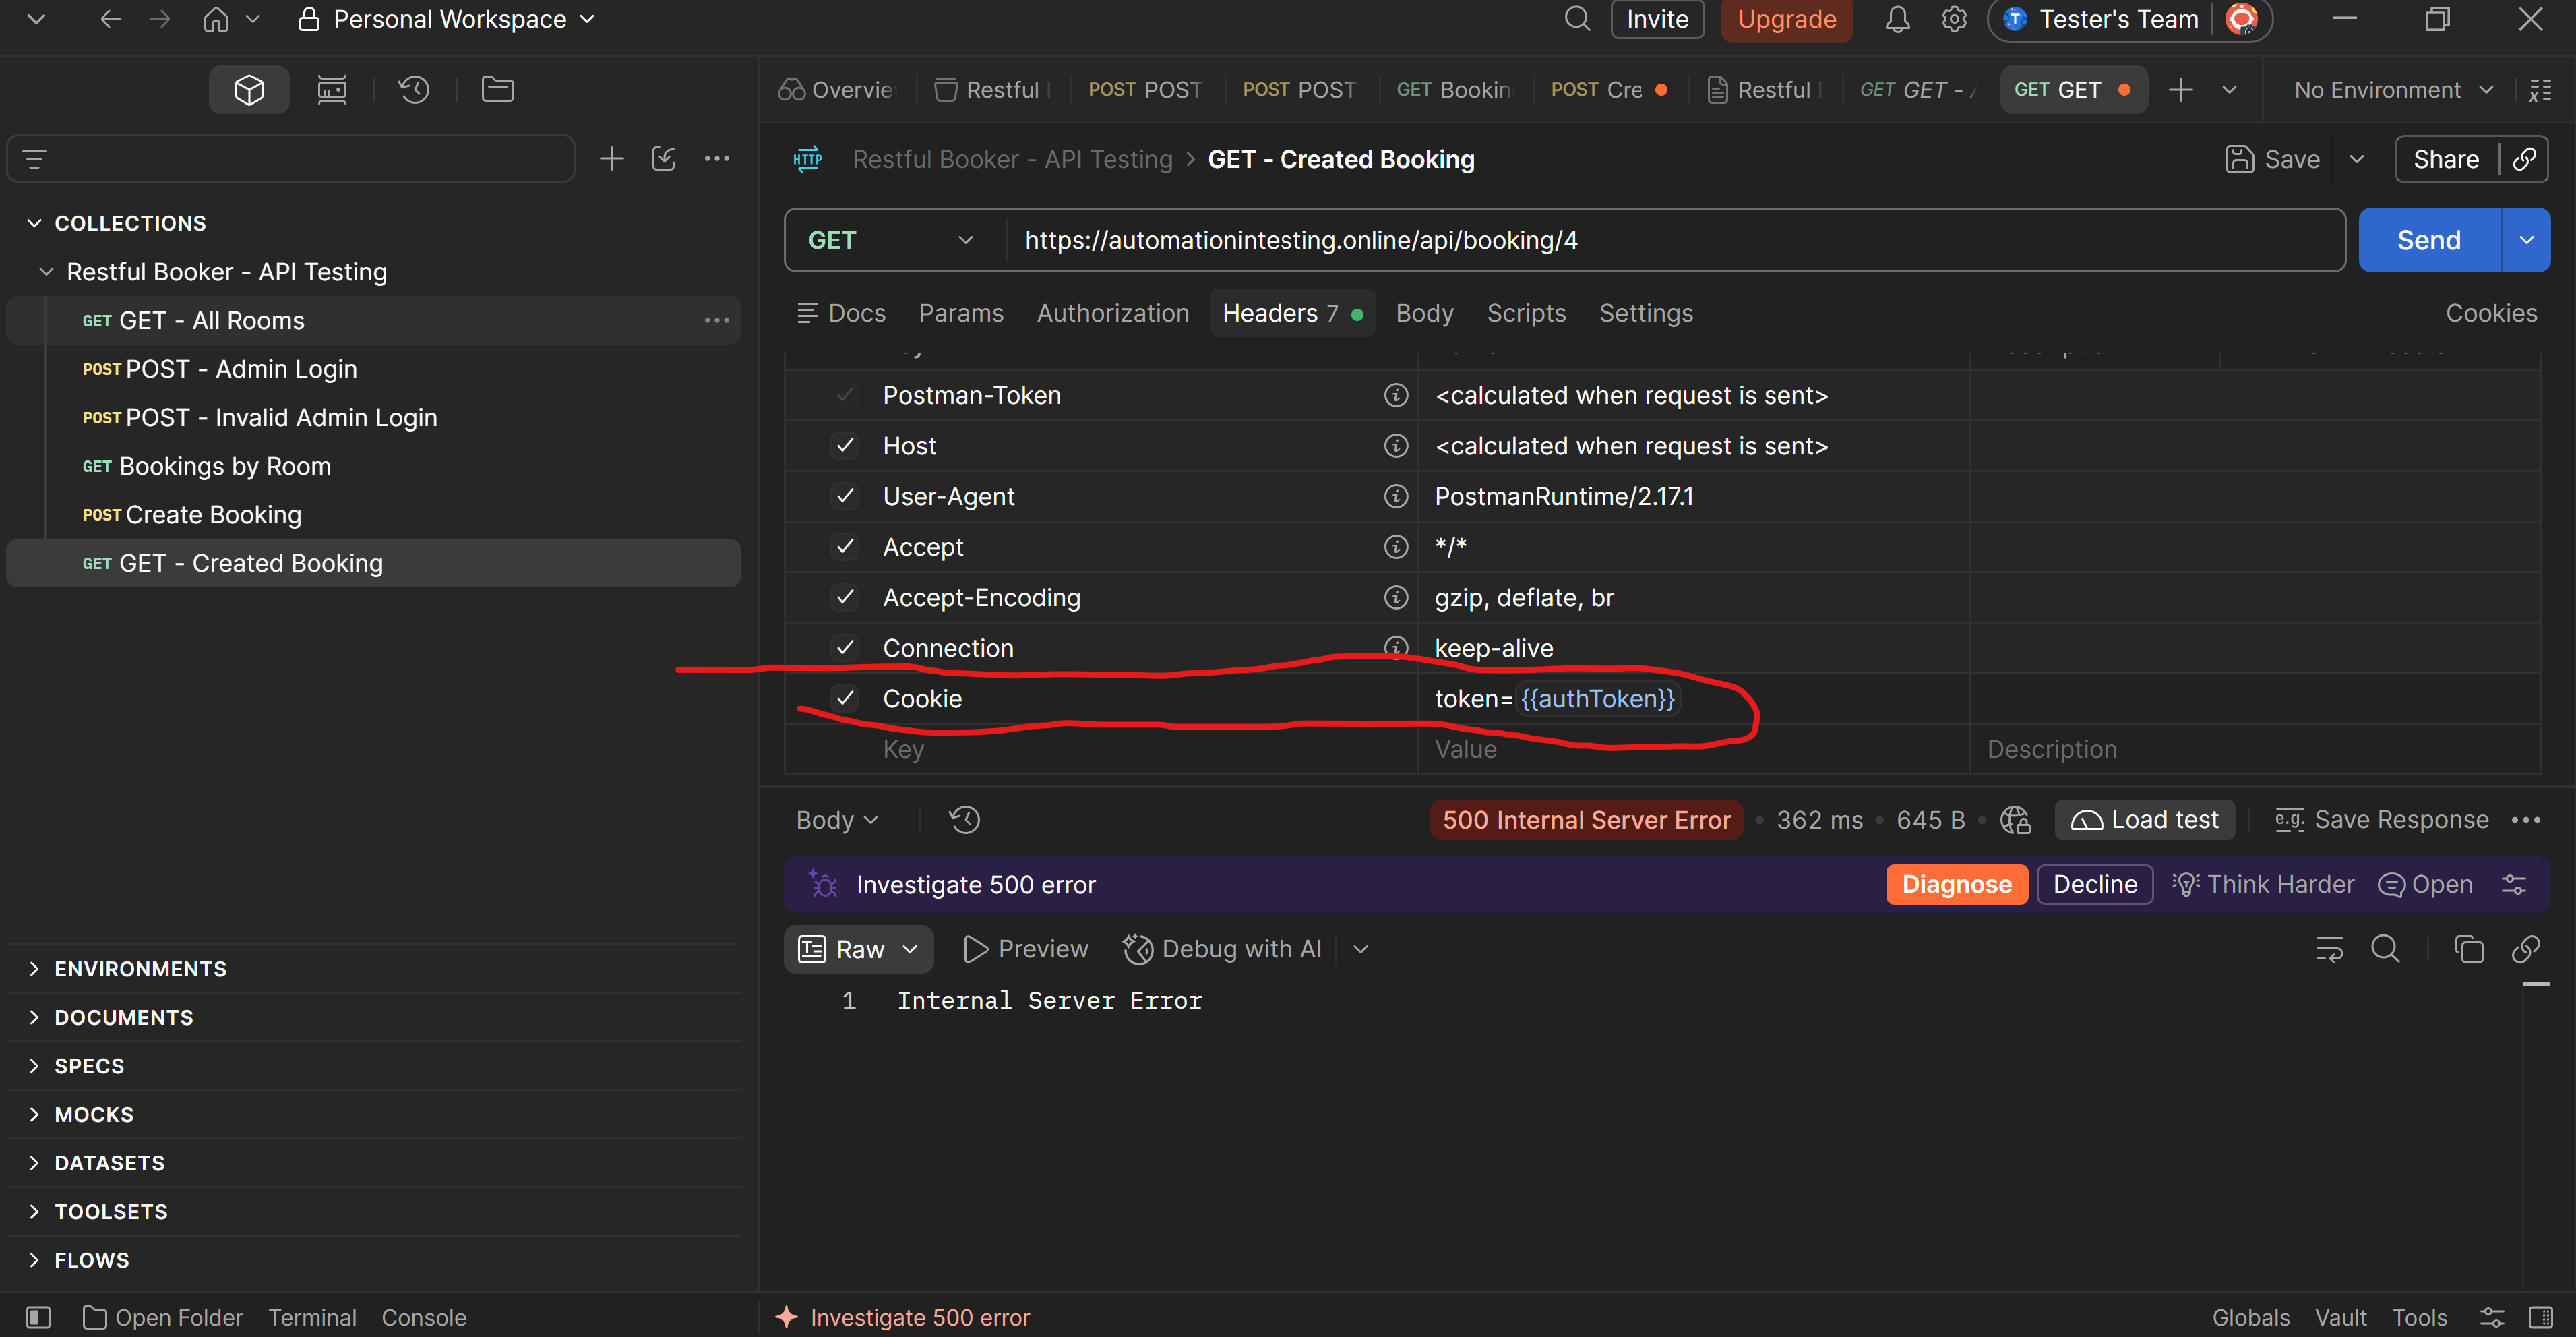 Personal Workspace
Invite
Upgrade
Tester's Team
Overvie
Restful
POST POST
POST POST
GET Bookin
POST Cre
Restful
GET GET -
GET GET
No Environment
HTTP
Restful Booker - API Testing > GET - Created Booking
Save
Share
COLLECTIONS
Restful Booker - API Testing
GET GET - All Rooms
POST POST - Admin Login
POST POST - Invalid Admin Login
GET Bookings by Room
POST Create Booking
GET GET - Created Booking
ENVIRONMENTS
DOCUMENTS
SPECS
MOCKS
DATASETS
TOOLSETS
FLOWS
GET
https://automationintesting.online/api/booking/4
Send
Docs
Params
Authorization
Headers 7
Body
Scripts
Settings
Cookies
Postman-Token <calculated when request is sent>
Host <calculated when request is sent>
User-Agent PostmanRuntime/2.17.1
Accept */*
Accept-Encoding gzip, deflate, br
Connection keep-alive
Cookie token={{authToken}}
Key Value Description
Body
500 Internal Server Error • 362 ms • 645 B
Load test
e.g. Save Response
Investigate 500 error
Diagnose
Decline
Think Harder
Open
Raw
Preview
Debug with AI
1 Internal Server Error
Open Folder
Terminal
Console
Investigate 500 error
Globals
Vault
Tools